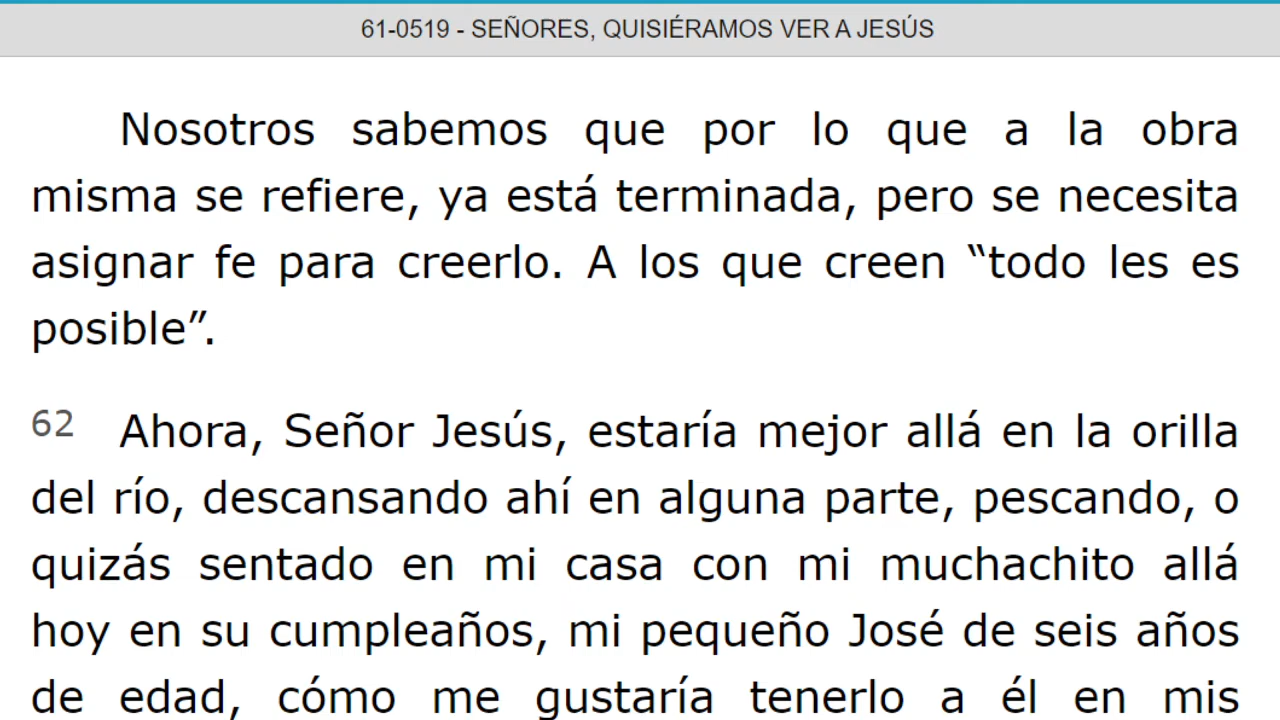 61-0519 - SEÑORES, QUISIÉRAMOS VER A JESÚS
Nosotros sabemos que por lo que a la obra
misma se refiere, ya está terminada, pero se necesita
asignar fe para creerlo. A los que creen “todo les es
posible”.
62 Ahora, Señor Jesús, estaría mejor allá en la orilla
del río, descansando ahí en alguna parte, pescando, o
quizás sentado en mi casa con mi muchachito allá
hoy en su cumpleaños, mi pequeño José de seis años
de edad, cómo me gustaría tenerlo a él en mis